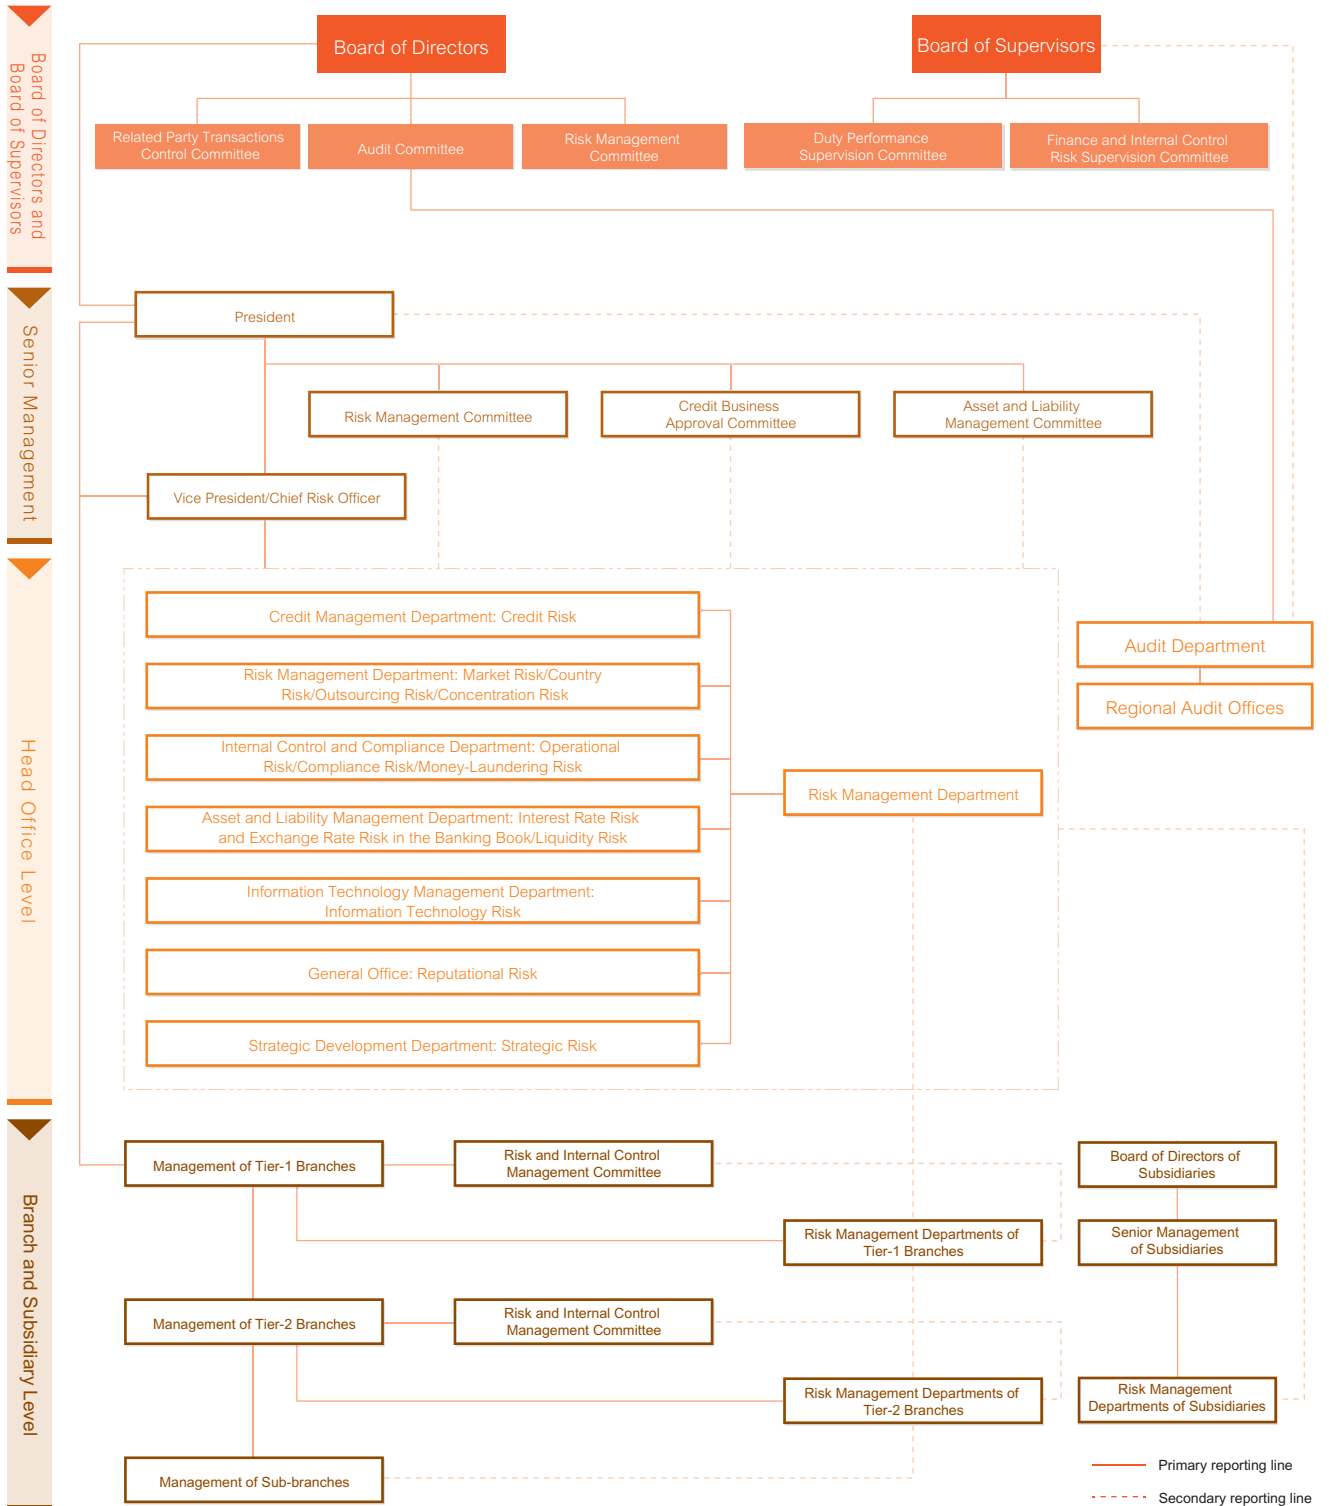 Board of Directors and
Board of Supervisors
Board of Directors
Board of Supervisors
Related Party Transactions
Control Committee
Audit Committee
Risk Management
Committee
Duty Performance
Supervision Committee
Finance and Internal Control
Risk Supervision Committee
Senior Management
President
Risk Management Committee
Credit Business
Approval Committee
Asset and Liability
Management Committee
Vice President/Chief Risk Officer
Head Office Level
Credit Management Department: Credit Risk
Risk Management Department: Market Risk/Country
Risk/Outsourcing Risk/Concentration Risk
Internal Control and Compliance Department: Operational
Risk/Compliance Risk/Money-Laundering Risk
Asset and Liability Management Department: Interest Rate Risk
and Exchange Rate Risk in the Banking Book/Liquidity Risk
Information Technology Management Department:
Information Technology Risk
General Office: Reputational Risk
Strategic Development Department: Strategic Risk
Risk Management Department
Audit Department
Regional Audit Offices
Branch and Subsidiary Level
Management of Tier-1 Branches
Risk and Internal Control
Management Committee
Board of Directors of
Subsidiaries
Risk Management Departments of
Tier-1 Branches
Senior Management
of Subsidiaries
Management of Tier-2 Branches
Risk and Internal Control
Management Committee
Risk Management Departments of
Tier-2 Branches
Risk Management
Departments of Subsidiaries
Management of Sub-branches
Primary reporting line
Secondary reporting line